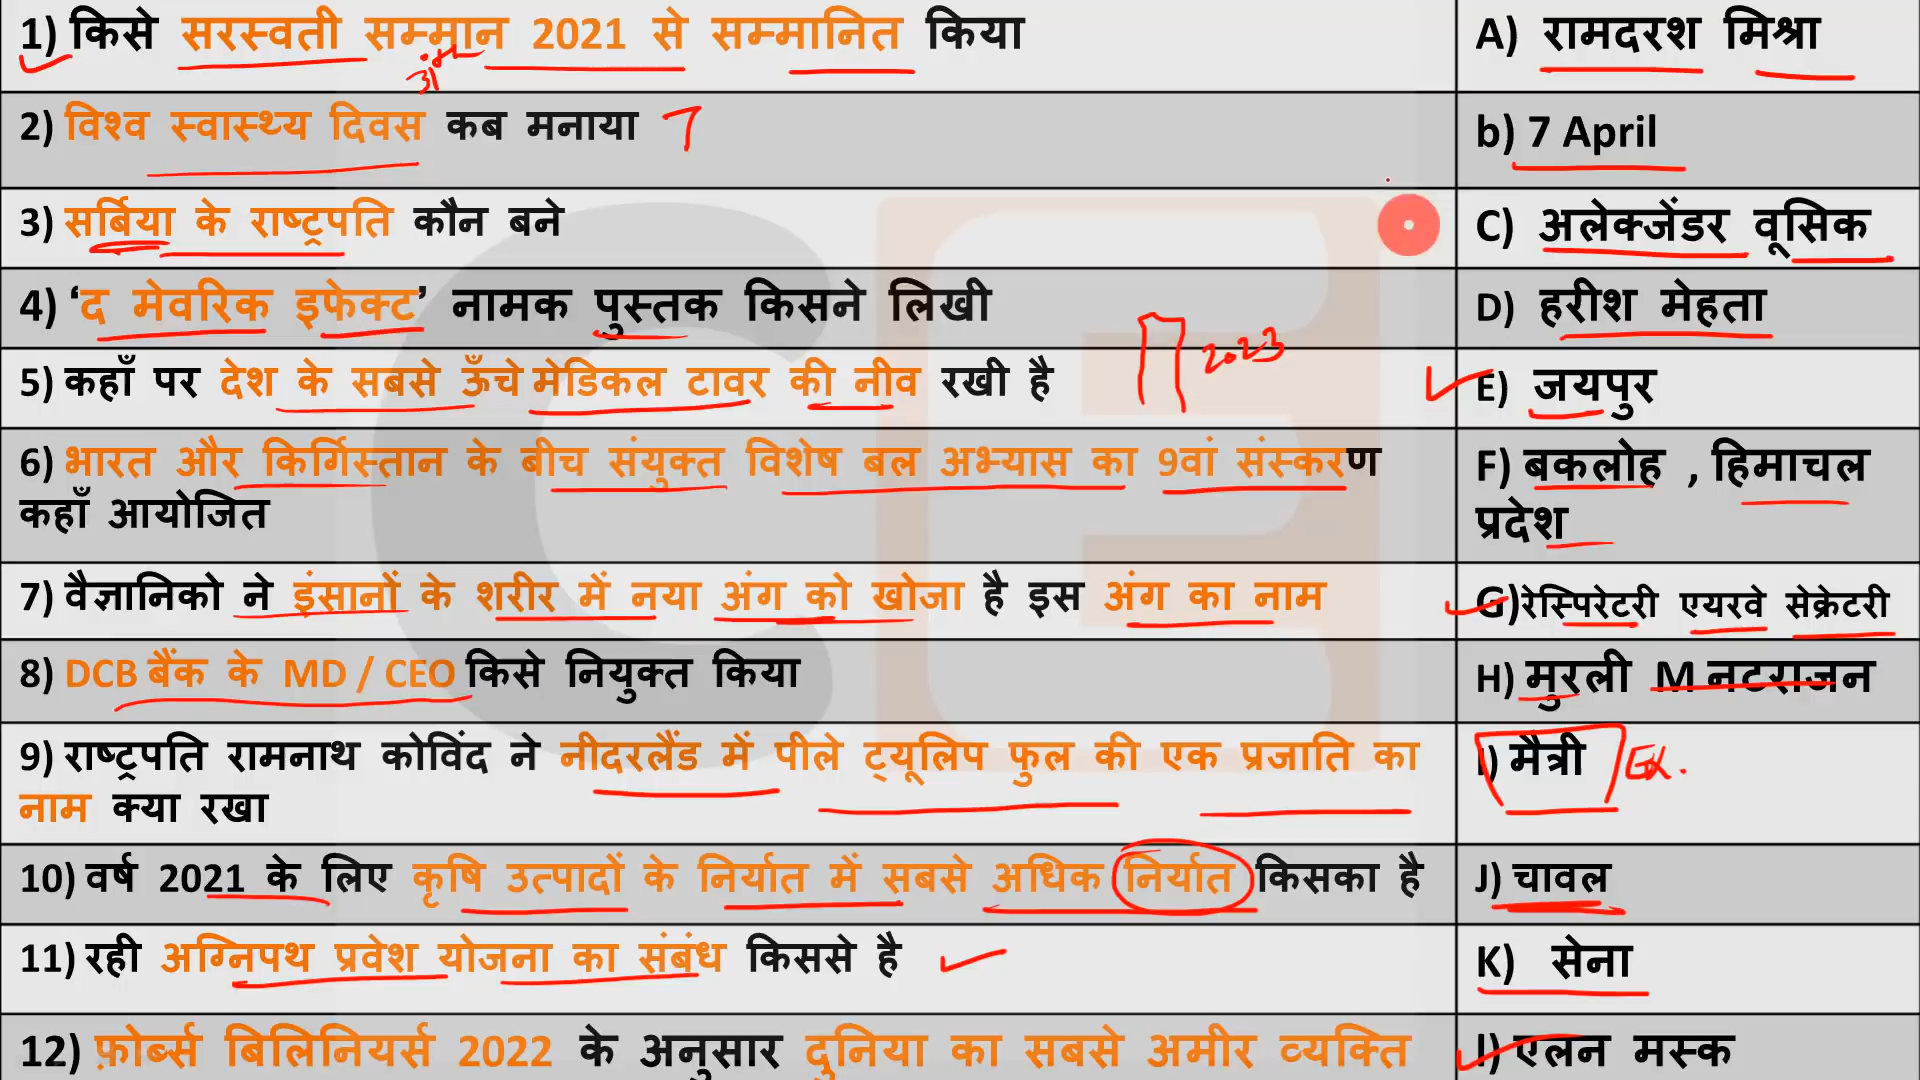 1) किसे सरस्वती सम्मान 2021 से सम्मानित किया
A) रामदरश मिश्रा
2) विश्व स्वास्थ्य दिवस कब मनाया 7
b) 7 April
3) सर्बिया के राष्ट्रपति कौन बने
C) अलेक्जेंडर वूसिक
4) ‘द मेवरिक इफेक्ट’ नामक पुस्तक किसने लिखी
D) हरीश मेहता
5) कहाँ पर देश के सबसे ऊँचे मेडिकल टावर की नीव रखी है
2023
E) जयपुर
6) भारत और किर्गिस्तान के बीच संयुक्त विशेष बल अभ्यास का 9वां संस्करण
कहाँ आयोजित
F) बकलोह , हिमाचल
प्रदेश
7) वैज्ञानिको ने इंसानों के शरीर में नया अंग को खोजा है इस अंग का नाम
G)रेस्पिरेटरी एयरवे सेक्रेटरी
8) DCB बैंक के MD / CEO किसे नियुक्त किया
H) मुरली M नटराजन
9) राष्ट्रपति रामनाथ कोविंद ने नीदरलैंड में पीले ट्यूलिप फुल की एक प्रजाति का
नाम क्या रखा
I) मैत्री
10) वर्ष 2021 के लिए कृषि उत्पादों के निर्यात में सबसे अधिक निर्यात किसका है
J) चावल
11) रही अग्निपथ प्रवेश योजना का संबंध किससे है
K) सेना
12) फ़ोर्ब्स बिलिनियर्स 2022 के अनुसार दुनिया का सबसे अमीर व्यक्ति
l) एलन मस्क